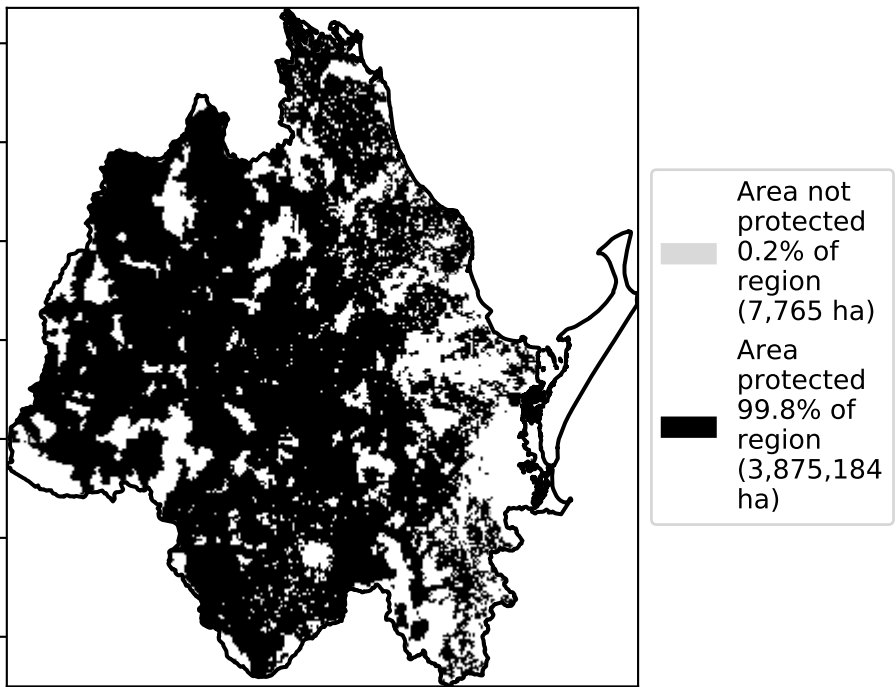 Area not
protected
0.2% of
region
(7,765 ha)
Area
protected
99.8% of
region
(3,875,184
ha)